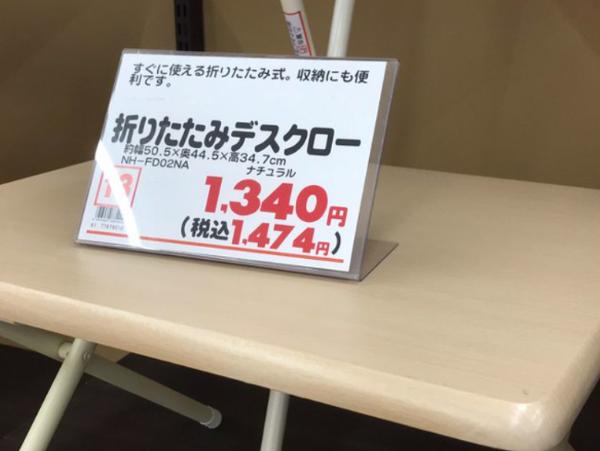 すぐに使える折りたたみ式。収納にも便
利です。
折りたたみデスクロー
約幅50.5×奥44.5×高34.7cm
NH−FD02NA ナチュラル
13
1,340円
(税込1,474円)